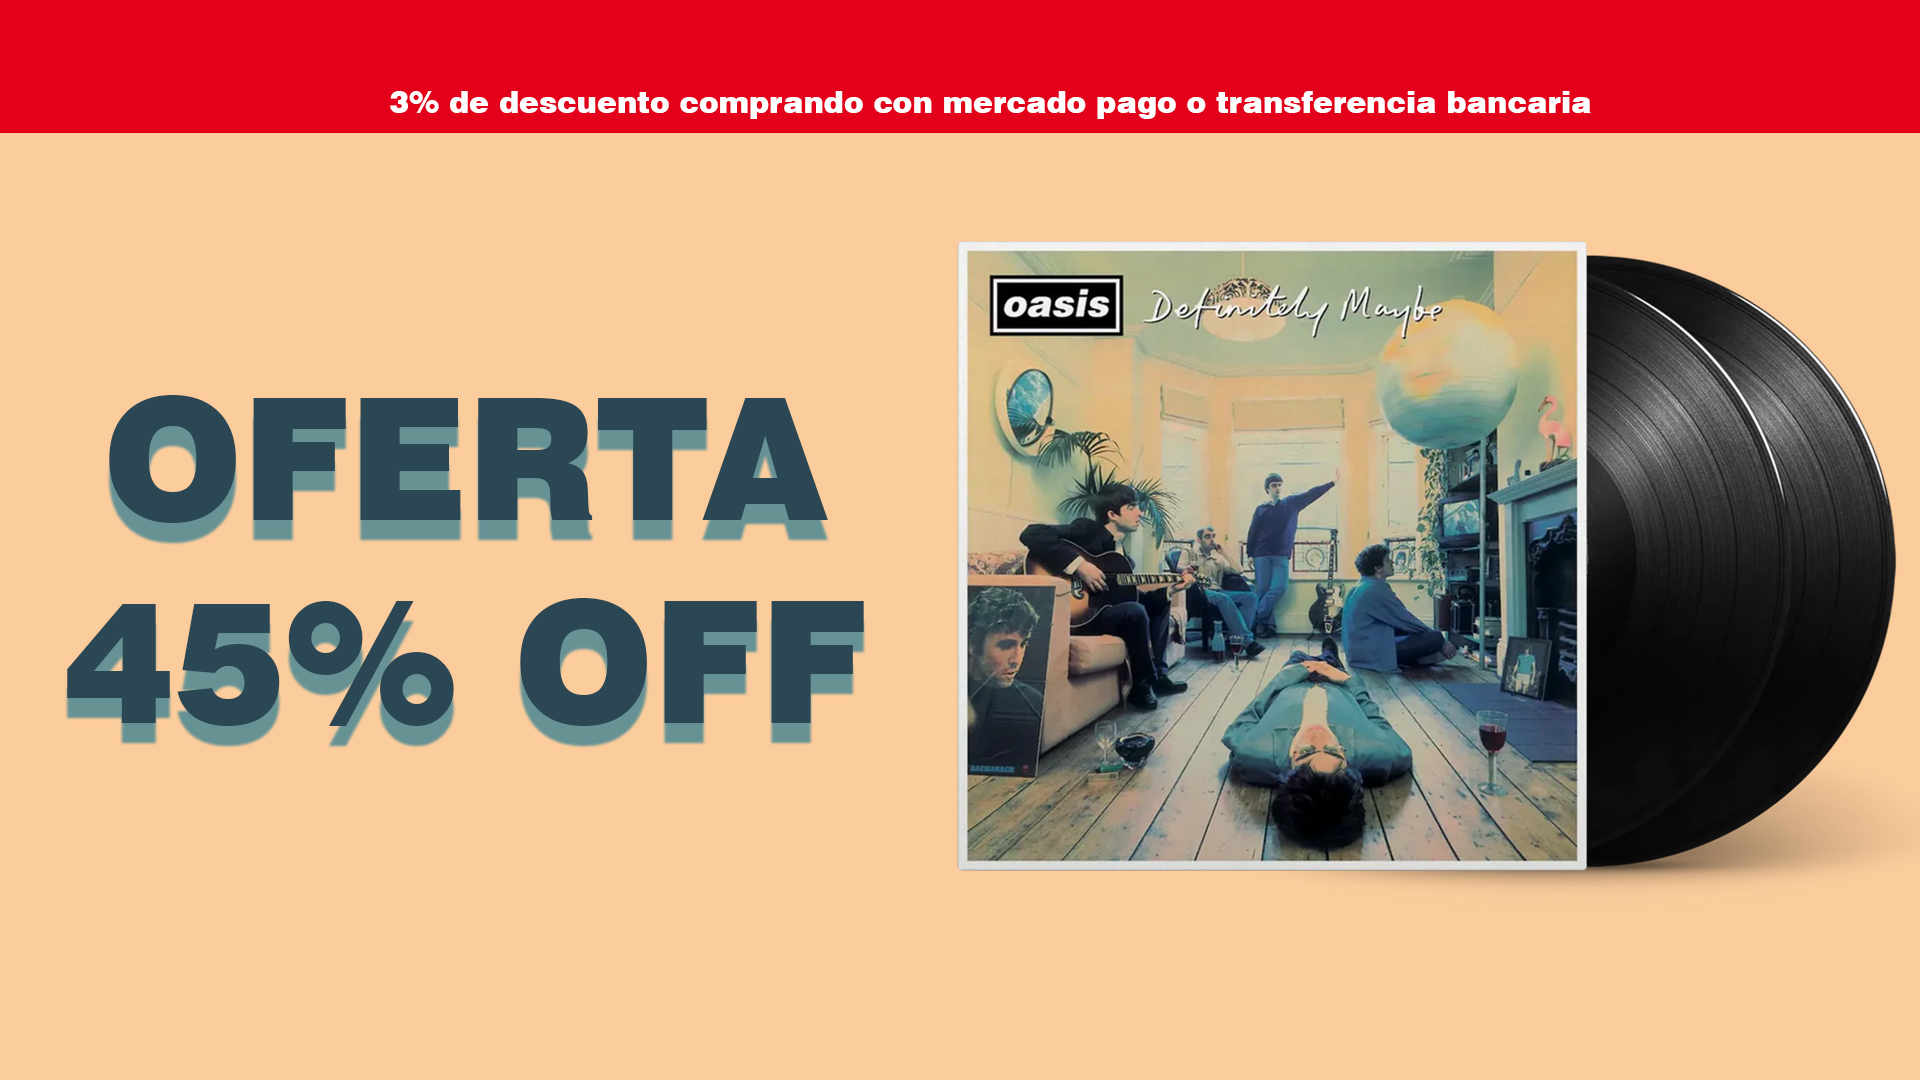 3% de descuento comprando con mercado pago o transferencia bancaria
OFERTA
45% OFF
oasis Definitely Maybe
BACHARACH